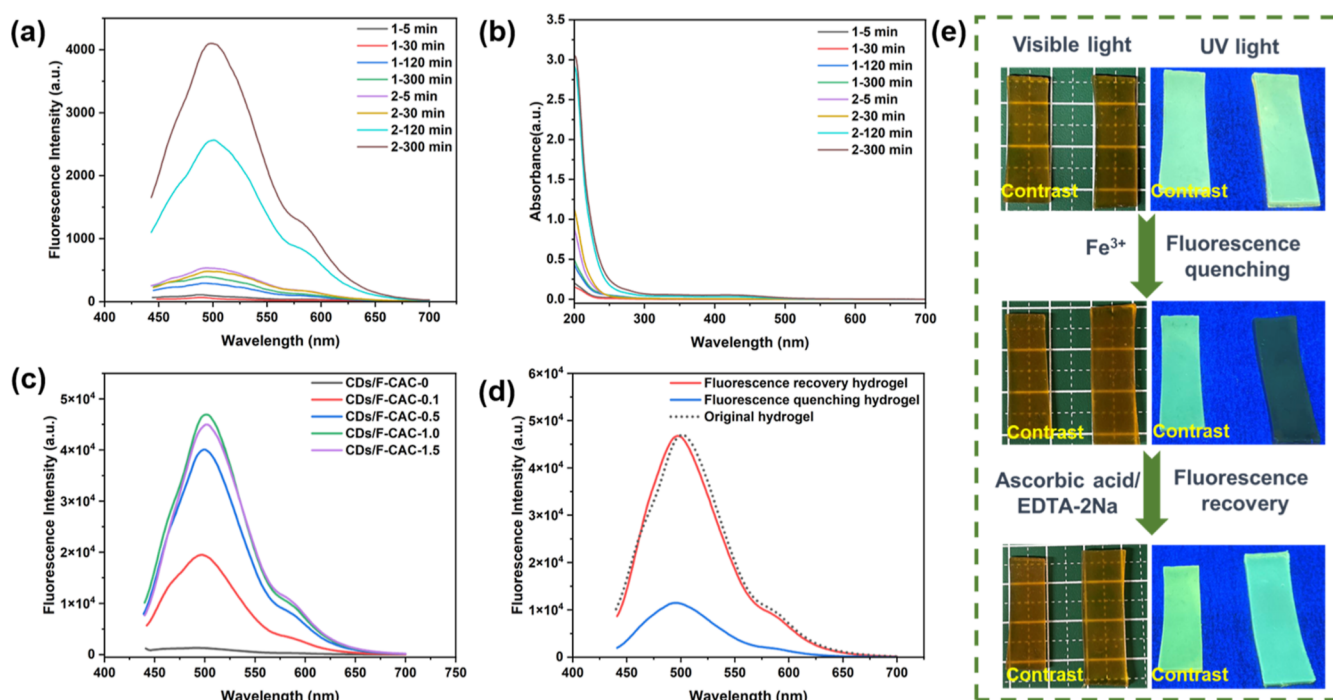 (a)
Fluorescence Intensity (a.u.)
4000
3000
2000
1000
0
400
450
500
550
600
650
700
Wavelength (nm)
1-5 min
1-30 min
1-120 min
1-300 min
2-5 min
2-30 min
2-120 min
2-300 min
(b)
Absorbance(a.u.)
3.5
3.0
2.5
2.0
1.5
1.0
0.5
0.0
200
300
400
500
600
700
Wavelength (nm)
1-5 min
1-30 min
1-120 min
1-300 min
2-5 min
2-30 min
2-120 min
2-300 min
(c)
Fluorescence Intensity (a.u.)
5×10⁴
4×10⁴
3×10⁴
2×10⁴
1×10⁴
0
400
450
500
550
600
650
700
750
Wavelength (nm)
CDs/F-CAC-0
CDs/F-CAC-0.1
CDs/F-CAC-0.5
CDs/F-CAC-1.0
CDs/F-CAC-1.5
(d)
Fluorescence Intensity (a.u.)
6×10⁴
5×10⁴
4×10⁴
3×10⁴
2×10⁴
1×10⁴
0
400
450
500
550
600
650
700
Wavelength (nm)
Fluorescence recovery hydrogel
Fluorescence quenching hydrogel
Original hydrogel
(e)
Visible light
UV light
Contrast
Contrast
Fe³⁺
Fluorescence
quenching
Contrast
Contrast
Ascorbic acid/
EDTA-2Na
Fluorescence
recovery
Contrast
Contrast